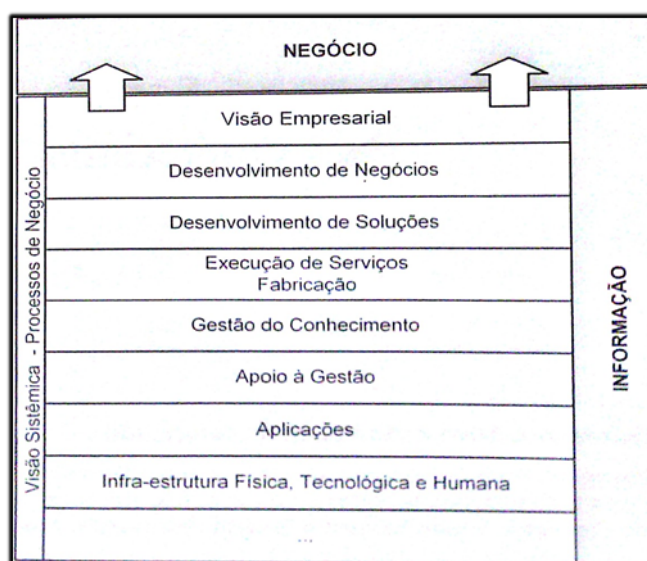 NEGÓCIO
Visão Empresarial
Desenvolvimento de Negócios
Desenvolvimento de Soluções
Execução de Serviços
Fabricação
Gestão do Conhecimento
Apoio à Gestão
Aplicações
Infra-estrutura Física, Tecnológica e Humana
...
Visão Sistêmica - Processos de Negócio
INFORMAÇÃO